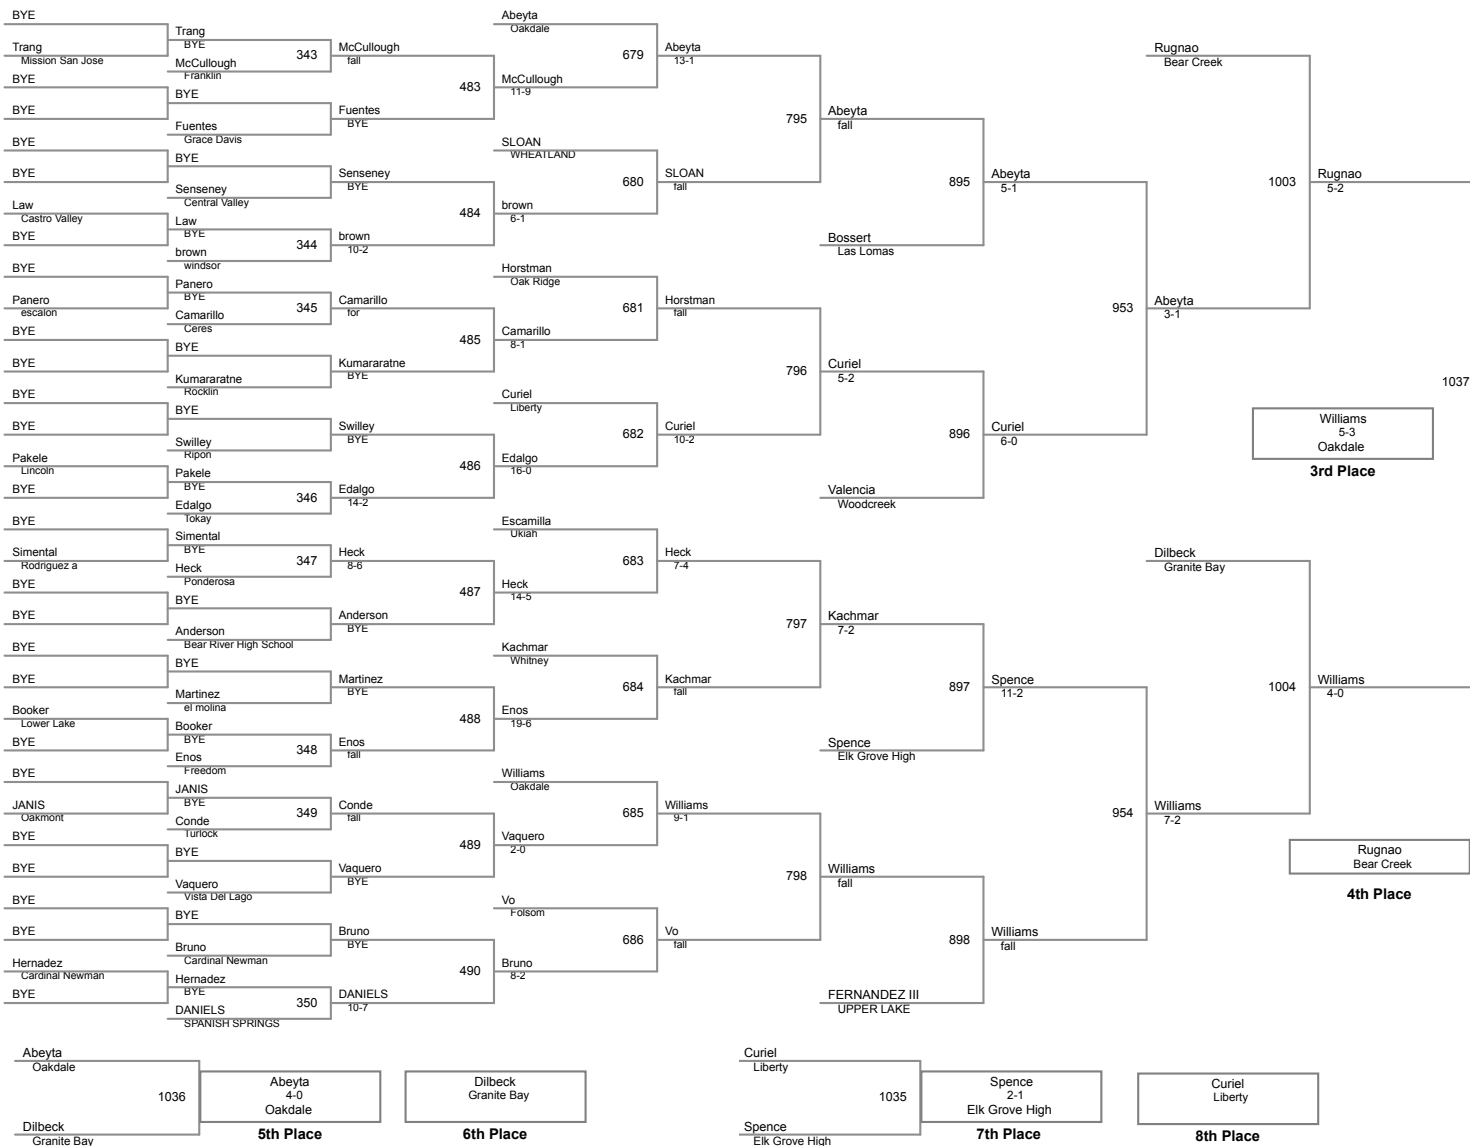 BYE
Trang
Mission San Jose
BYE
BYE
BYE
BYE
Law
Castro Valley
BYE
BYE
Panero
escalon
BYE
BYE
BYE
BYE
Pakele
Lincoln
BYE
BYE
Simental
Rodriguez a
BYE
BYE
BYE
BYE
Booker
Lower Lake
BYE
BYE
JANIS
Oakmont
BYE
BYE
BYE
BYE
Hernadez
Cardinal Newman
BYE
Trang
BYE
343
McCullough
Franklin
BYE
Fuentes
Grace Davis
BYE
Senseney
Central Valley
Law
BYE
344
brown
windsor
Panero
BYE
345
Camarillo
Ceres
BYE
Kumararatne
Rocklin
BYE
Swilley
Ripon
Pakele
BYE
346
Edalgo
Tokay
Simental
BYE
347
Heck
Ponderosa
BYE
Anderson
Bear River High School
BYE
Martinez
el molina
Booker
BYE
348
Enos
Freedom
JANIS
BYE
349
Conde
Turlock
BYE
Vaquero
Vista Del Lago
BYE
Bruno
Cardinal Newman
Hernadez
BYE
350
DANIELS
SPANISH SPRINGS
McCullough
fall
483
Fuentes
BYE
Senseney
BYE
484
brown
10-2
Camarillo
for
485
Kumararatne
BYE
Swilley
BYE
486
Edalgo
14-2
Heck
8-6
487
Anderson
BYE
Martinez
BYE
488
Enos
fall
Conde
fall
489
Vaquero
BYE
Bruno
BYE
490
DANIELS
10-7
Abeyta
Oakdale
679
McCullough
11-9
SLOAN
WHEATLAND
680
brown
6-1
Horstman
Oak Ridge
681
Camarillo
8-1
Curiel
Liberty
682
Edalgo
16-0
Escamilla
Ukiah
683
Heck
14-5
Kachmar
Whitney
684
Enos
19-6
Williams
Oakdale
685
Vaquero
2-0
Vo
Folsom
686
Bruno
8-2
Abeyta
13-1
795
SLOAN
fall
Horstman
fall
796
Curiel
10-2
Heck
7-4
797
Kachmar
fall
Williams
9-1
798
Vo
fall
Abeyta
fall
895
Bossert
Las Lomas
Curiel
5-2
896
Valencia
Woodcreek
Kachmar
7-2
897
Spence
Elk Grove High
Williams
fall
898
FERNANDEZ III
UPPER LAKE
Abeyta
5-1
953
Curiel
6-0
Spence
11-2
954
Williams
fall
Rugnao
Bear Creek
1003
Abeyta
3-1
Dilbeck
Granite Bay
1004
Williams
7-2
Rugnao
5-2
1037
Williams
4-0
Williams
5-3
Oakdale
3rd Place
Rugnao
Bear Creek
4th Place
Abeyta
Oakdale
1036
Dilbeck
Granite Bay
Abeyta
4-0
Oakdale
5th Place
Dilbeck
Granite Bay
6th Place
Curiel
Liberty
1035
Spence
Elk Grove High
Spence
2-1
Elk Grove High
7th Place
Curiel
Liberty
8th Place